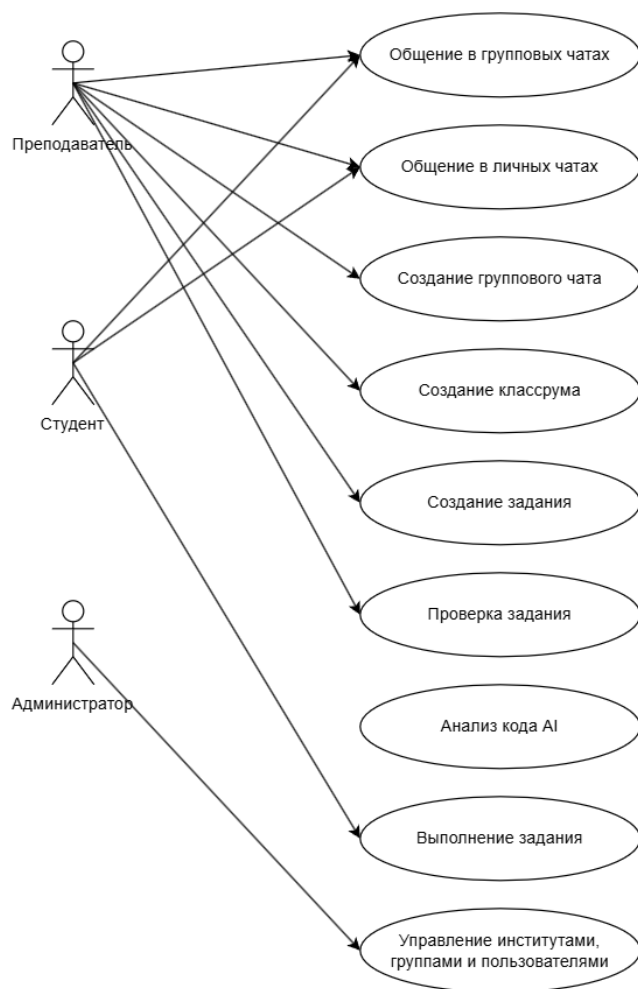 Общение в групповых чатах
Преподаватель
Общение в личных чатах
Создание группового чата
Создание классрума
Студент
Создание задания
Проверка задания
Администратор
Анализ кода AI
Выполнение задания
Управление институтами,
группами и пользователями